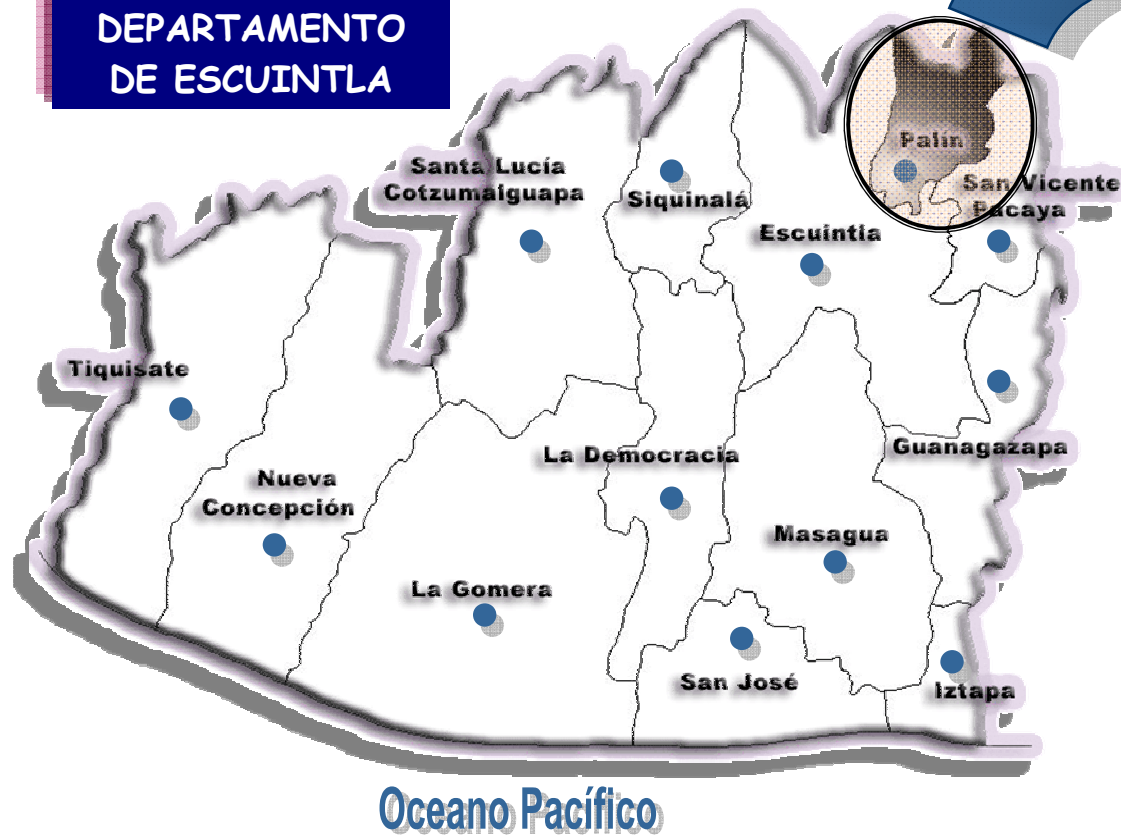 DEPARTAMENTO
DE ESCUINTLA
Palín
Santa Lucía
Cotzumalguapa
Siquinalá
San Vicente
Pacaya
Escuintla
Tiquisate
Nueva
Concepción
La Democracia
Guanagazapa
Masagua
La Gomera
San José
Iztapa
Oceano Pacífico